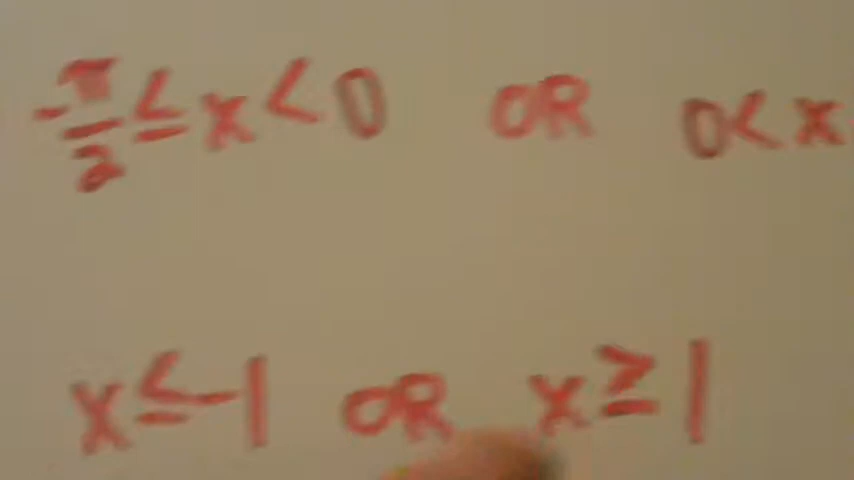 -π/2 ≤ x < 0 OR 0 < x
x ≤ -1 OR x ≥ 1